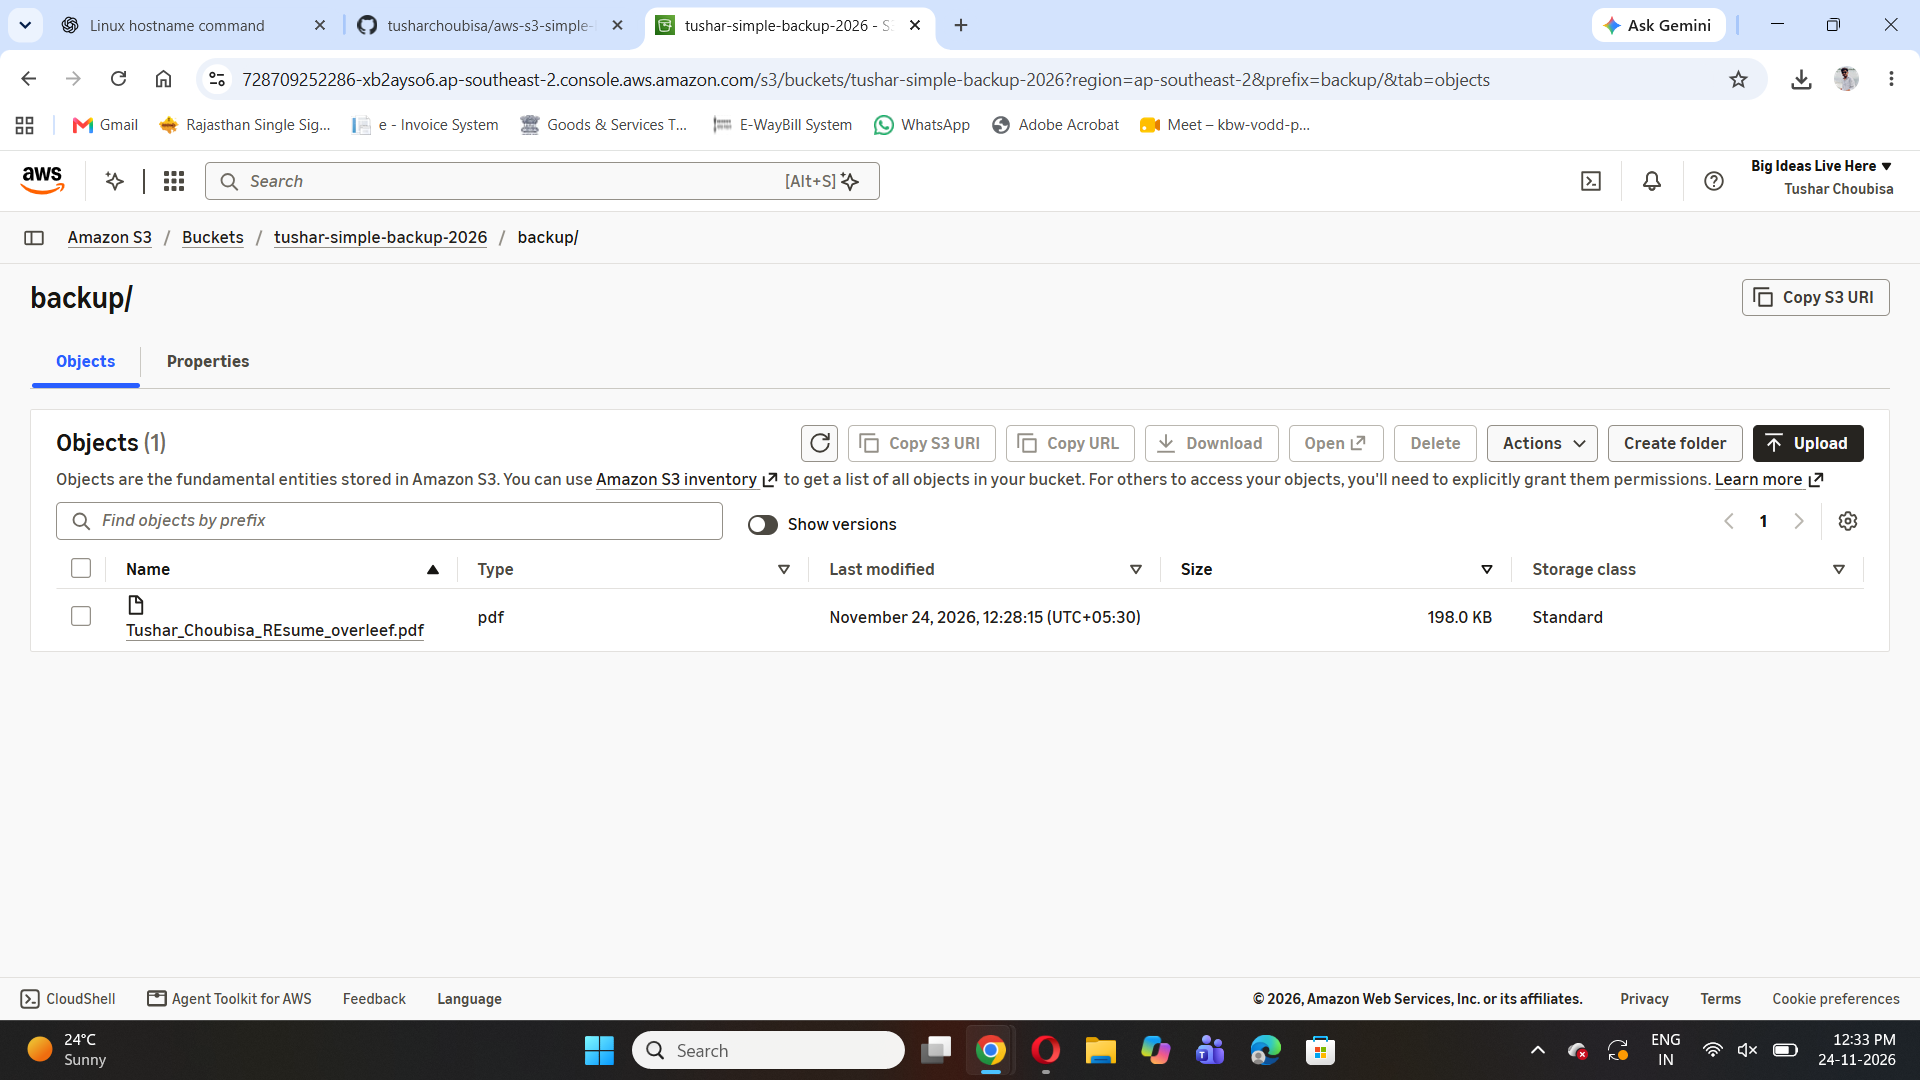 Linux hostname command
tusharchoubisa/aws-s3-simple-
tushar-simple-backup-2026 - S
Ask Gemini
728709252286-xb2ayso6.ap-southeast-2.console.aws.amazon.com/s3/buckets/tushar-simple-backup-2026?region=ap-southeast-2&prefix=backup/&tab=objects
Gmail
Rajasthan Single Sig...
e - Invoice System
Goods & Services T...
E-WayBill System
WhatsApp
Adobe Acrobat
Meet – kbw-vodd-p...
aws
Search
[Alt+S]
Big Ideas Live Here
Tushar Choubisa
Amazon S3 / Buckets / tushar-simple-backup-2026 / backup/
backup/
Copy S3 URI
Objects
Properties
Objects (1)
Copy S3 URI
Copy URL
Download
Open
Delete
Actions
Create folder
Upload
Objects are the fundamental entities stored in Amazon S3. You can use Amazon S3 inventory to get a list of all objects in your bucket. For others to access your objects, you'll need to explicitly grant them permissions. Learn more
Find objects by prefix
Show versions
1
Name
Type
Last modified
Size
Storage class
Tushar_Choubisa_REsume_overleef.pdf
pdf
November 24, 2026, 12:28:15 (UTC+05:30)
198.0 KB
Standard
CloudShell
Agent Toolkit for AWS
Feedback
Language
© 2026, Amazon Web Services, Inc. or its affiliates.
Privacy
Terms
Cookie preferences
24°C
Sunny
Search
ENG
IN
12:33 PM
24-11-2026